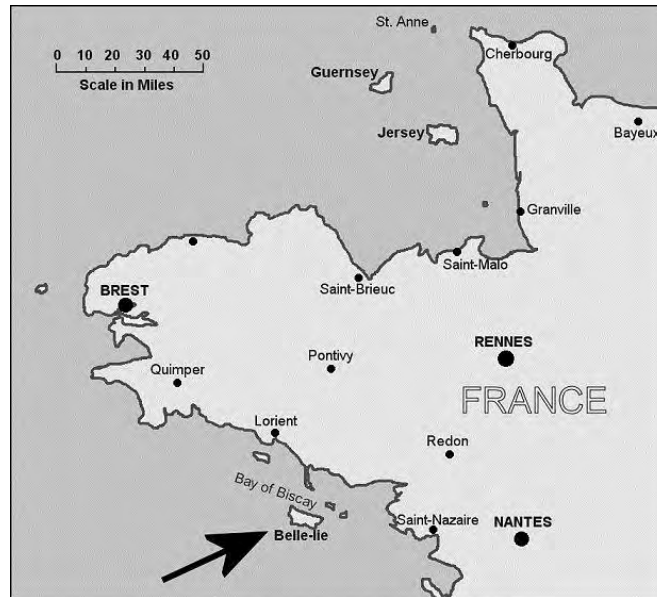 St. Anne
Cherbourg
0 10 20 30 40 50
Scale in Miles
Guernsey
Jersey
Bayeux
Granville
Saint-Malo
BREST
Saint-Brieuc
RENNES
Quimper
Pontivy
FRANCE
Lorient
Redon
Bay of Biscay
Saint-Nazaire
NANTES
Belle-lie